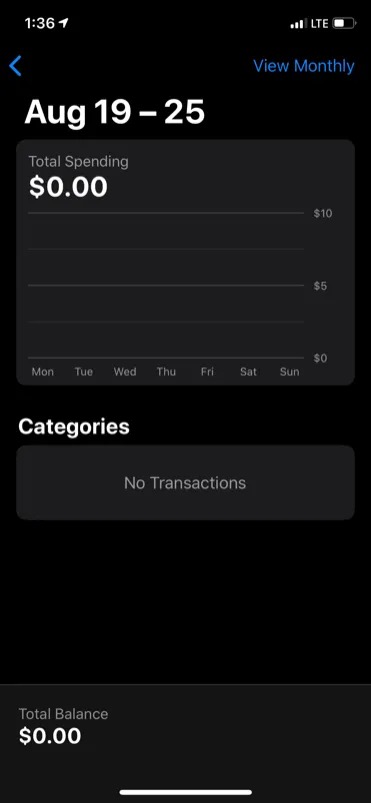 1:36 LTE
View Monthly
Aug 19 – 25
Total Spending
$0.00
$10
$5
$0
Mon Tue Wed Thu Fri Sat Sun
Categories
No Transactions
Total Balance
$0.00